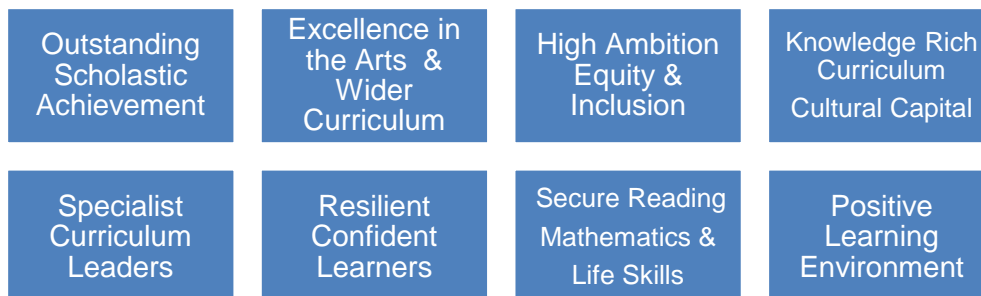 Outstanding
Scholastic
Achievement
Excellence in
the Arts & 
Wider
Curriculum
High Ambition
Equity &
Inclusion
Knowledge Rich
Curriculum
Cultural Capital
Specialist
Curriculum
Leaders
Resilient
Confident
Learners
Secure Reading
Mathematics &
Life Skills
Positive
Learning
Environment